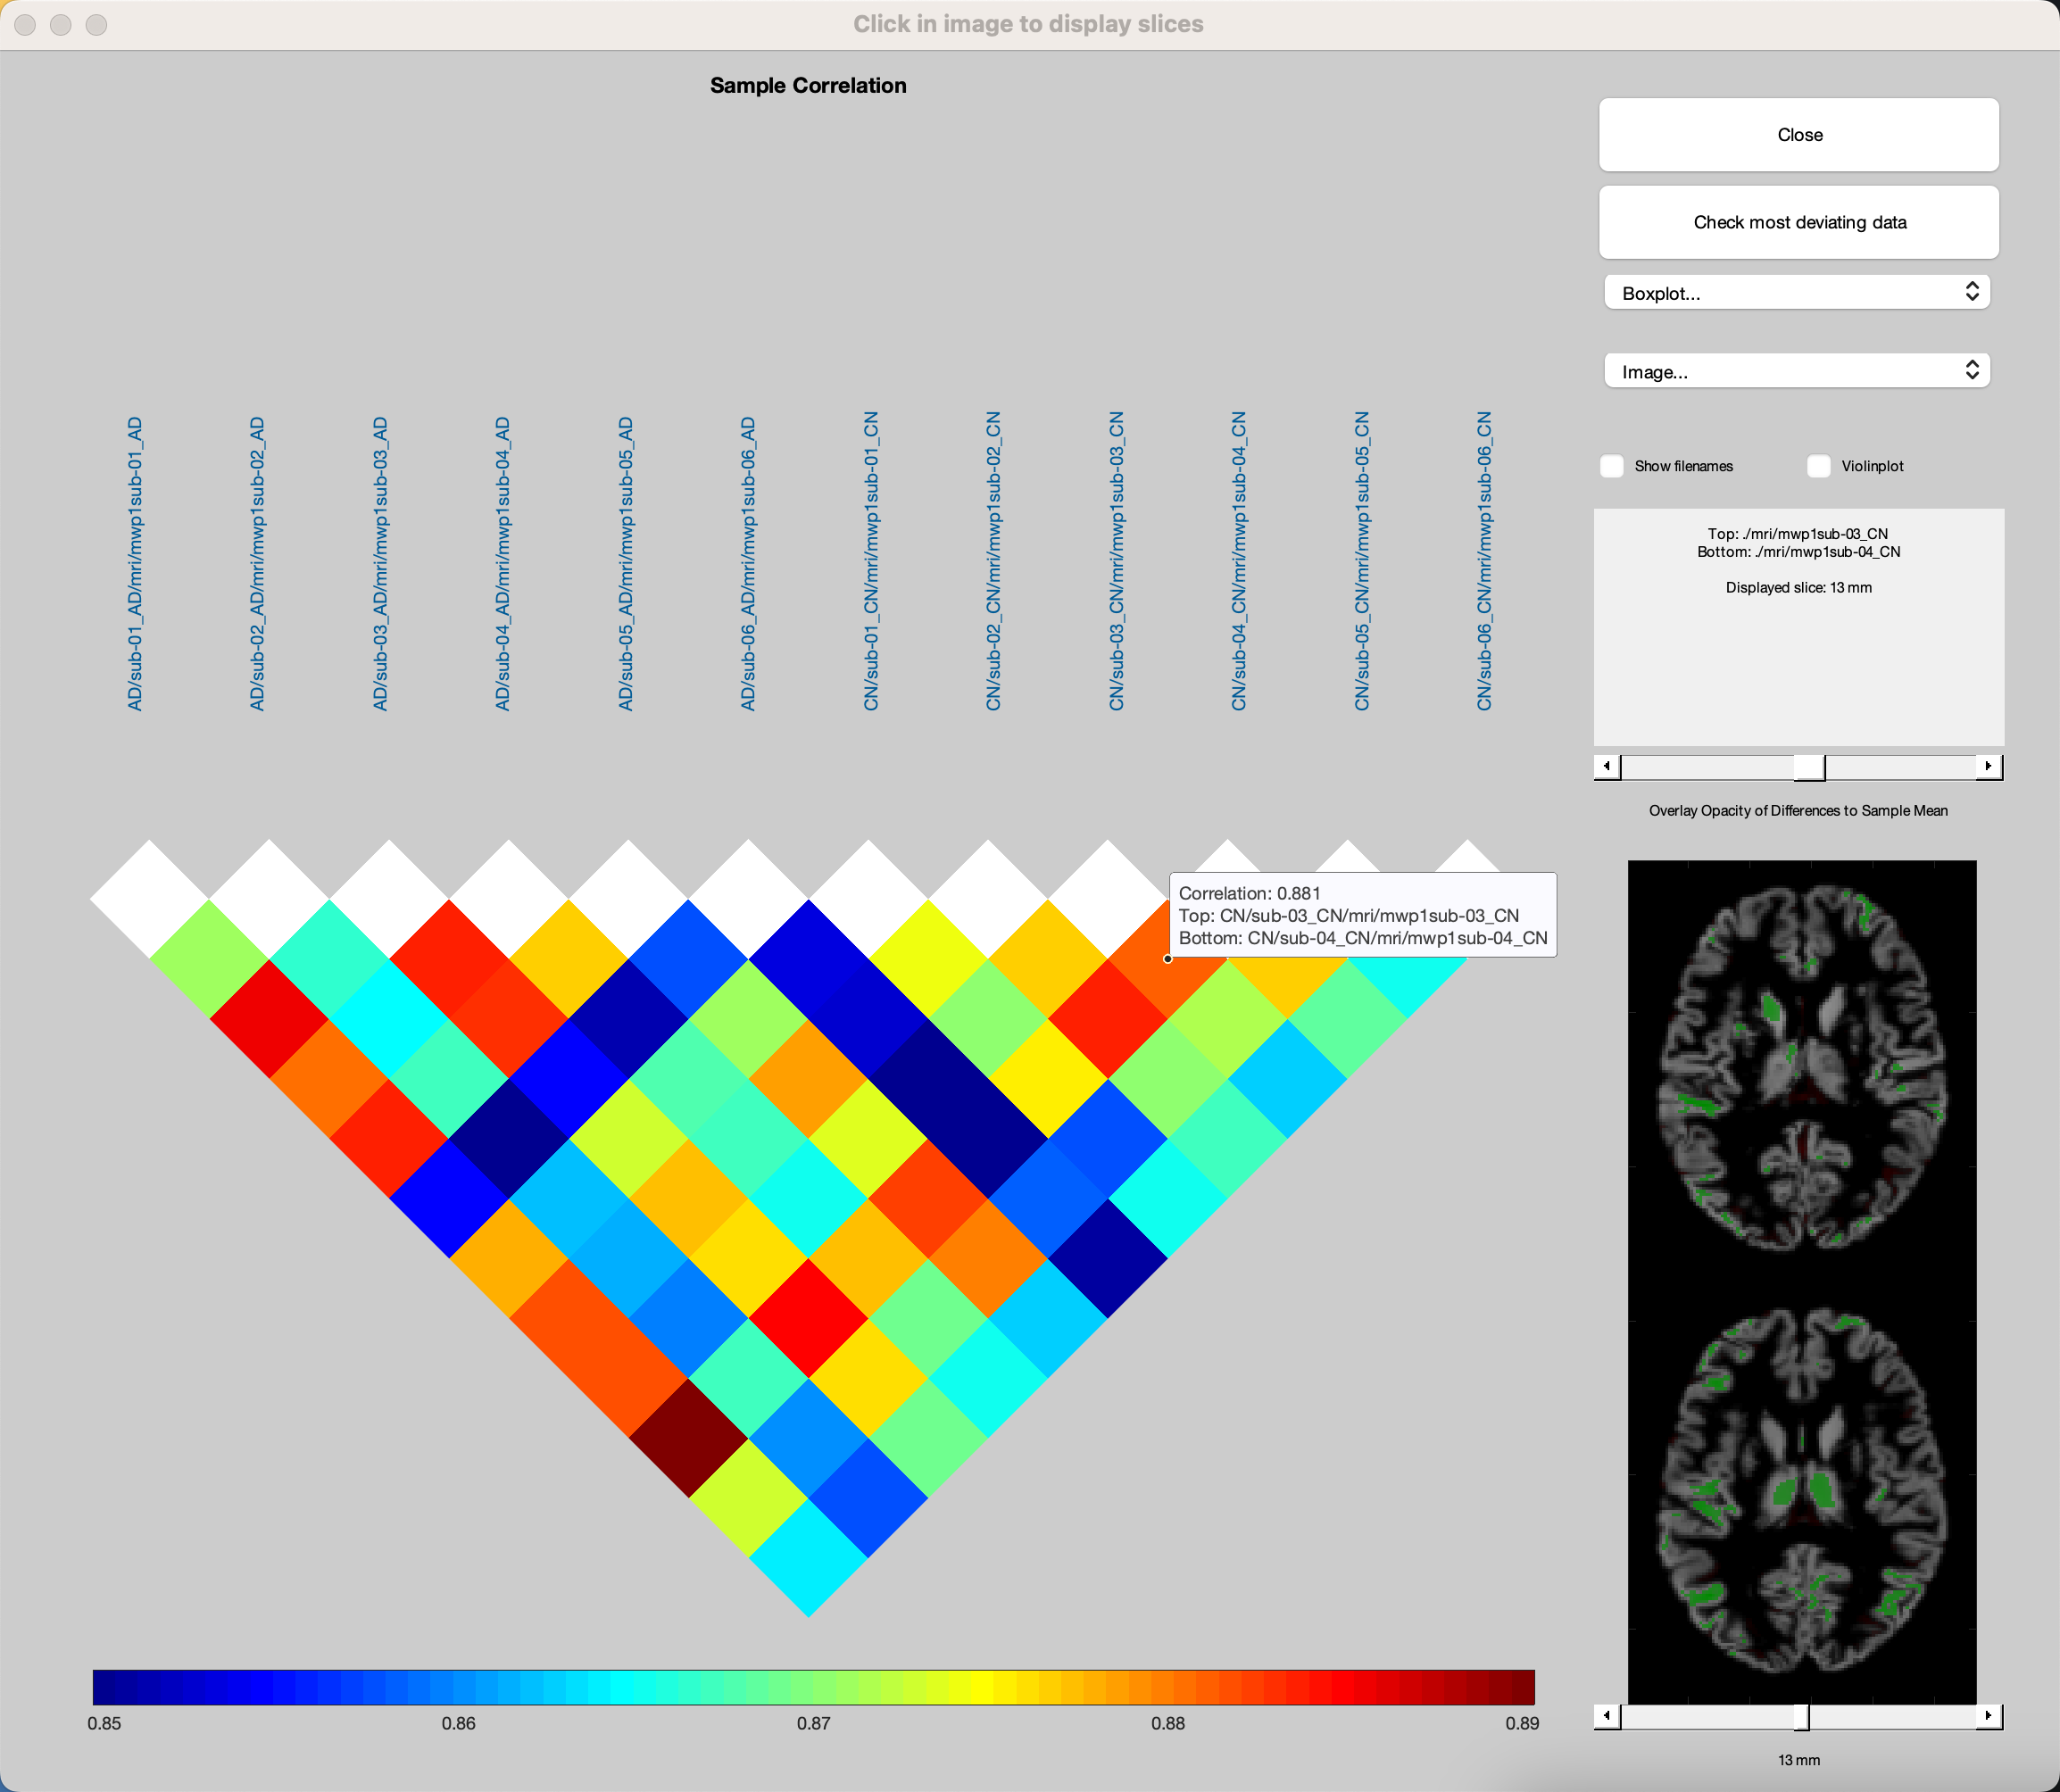 Click in image to display slices
Sample Correlation
Close
Check most deviating data
Boxplot...
Image...
Show filenames
Violinplot
AD/sub-01_AD/mri/mwp1sub-01_AD
AD/sub-02_AD/mri/mwp1sub-02_AD
AD/sub-03_AD/mri/mwp1sub-03_AD
AD/sub-04_AD/mri/mwp1sub-04_AD
AD/sub-05_AD/mri/mwp1sub-05_AD
AD/sub-06_AD/mri/mwp1sub-06_AD
CN/sub-01_CN/mri/mwp1sub-01_CN
CN/sub-02_CN/mri/mwp1sub-02_CN
CN/sub-03_CN/mri/mwp1sub-03_CN
CN/sub-04_CN/mri/mwp1sub-04_CN
CN/sub-05_CN/mri/mwp1sub-05_CN
CN/sub-06_CN/mri/mwp1sub-06_CN
Top: ./mri/mwp1sub-03_CN
Bottom: ./mri/mwp1sub-04_CN
Displayed slice: 13 mm
Overlay Opacity of Differences to Sample Mean
Correlation: 0.881
Top: CN/sub-03_CN/mri/mwp1sub-03_CN
Bottom: CN/sub-04_CN/mri/mwp1sub-04_CN
0.85
0.86
0.87
0.88
0.89
13 mm